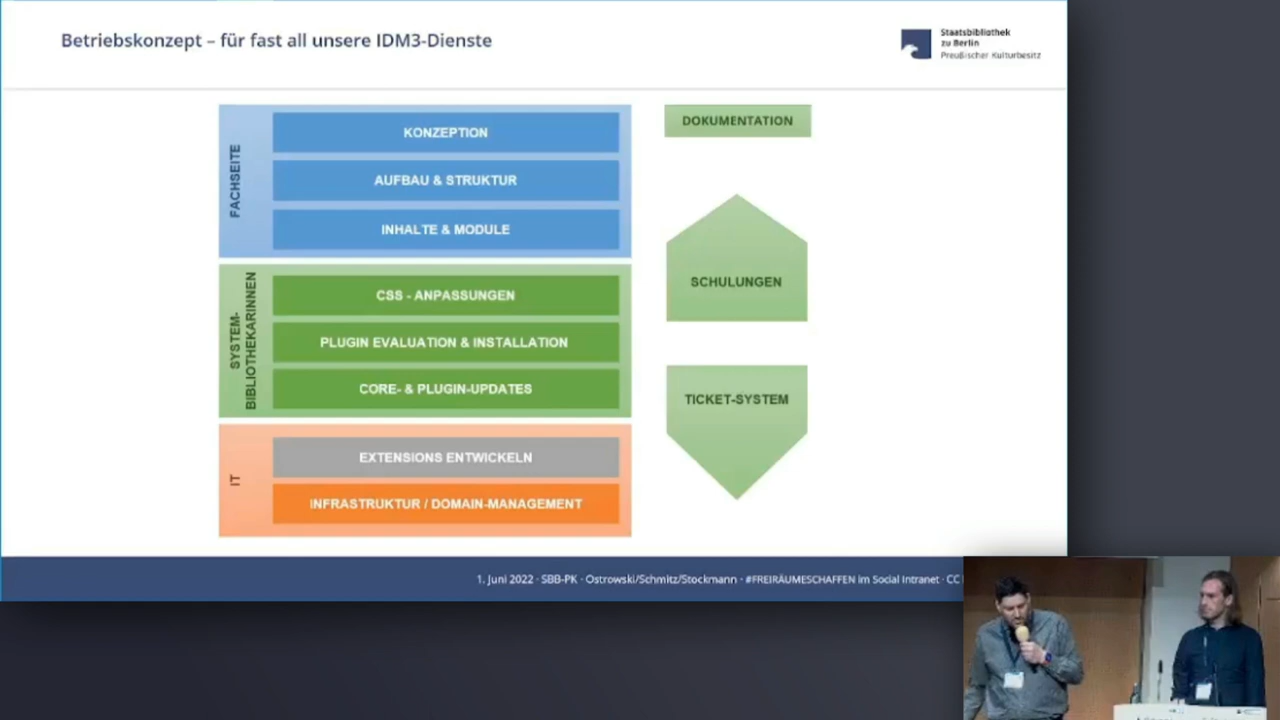 Betriebskonzept – für fast all unsere IDM3-Dienste
Staatsbibliothek
zu Berlin
Preußischer Kulturbesitz
FACHSEITE
KONZEPTION
AUFBAU & STRUKTUR
INHALTE & MODULE
SYSTEM-
BIBLIOTHEKARINNEN
CSS - ANPASSUNGEN
PLUGIN EVALUATION & INSTALLATION
CORE- & PLUGIN-UPDATES
IT
EXTENSIONS ENTWICKELN
INFRASTRUKTUR / DOMAIN-MANAGEMENT
DOKUMENTATION
SCHULUNGEN
TICKET-SYSTEM
1. Juni 2022 · SBB-PK · Ostrowski/Schmitz/Stockmann · #FREIRÄUMESCHAFFEN im Social Intranet · CC